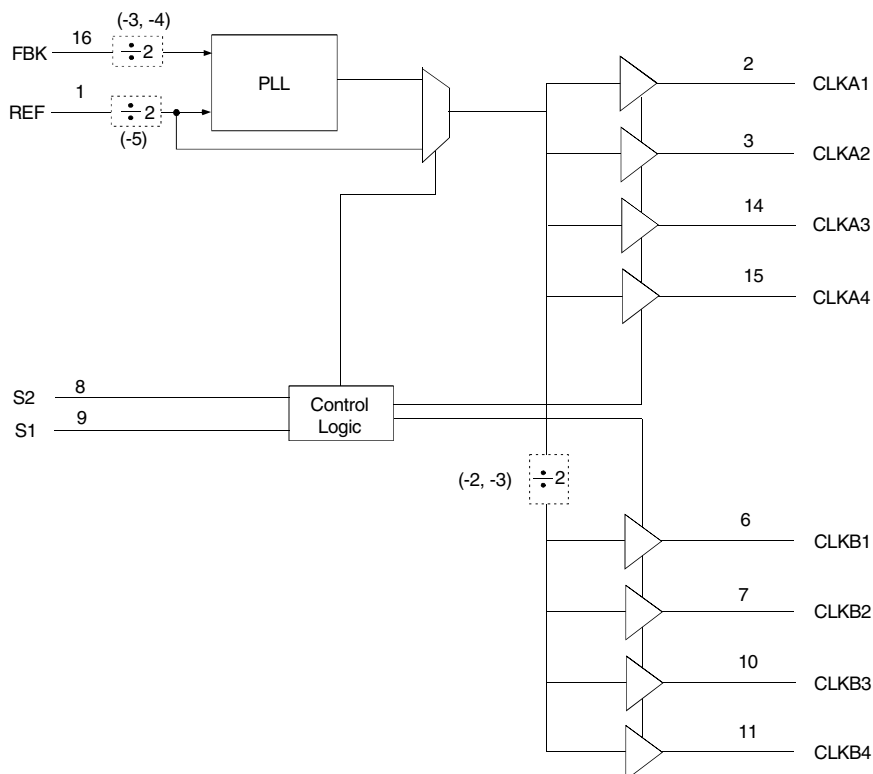 (-3, -4)
FBK 16 ÷2
PLL
REF 1 ÷2
(-5)
2 CLKA1
3 CLKA2
14 CLKA3
15 CLKA4
S2 8
S1 9
Control
Logic
(-2, -3) ÷2
6 CLKB1
7 CLKB2
10 CLKB3
11 CLKB4